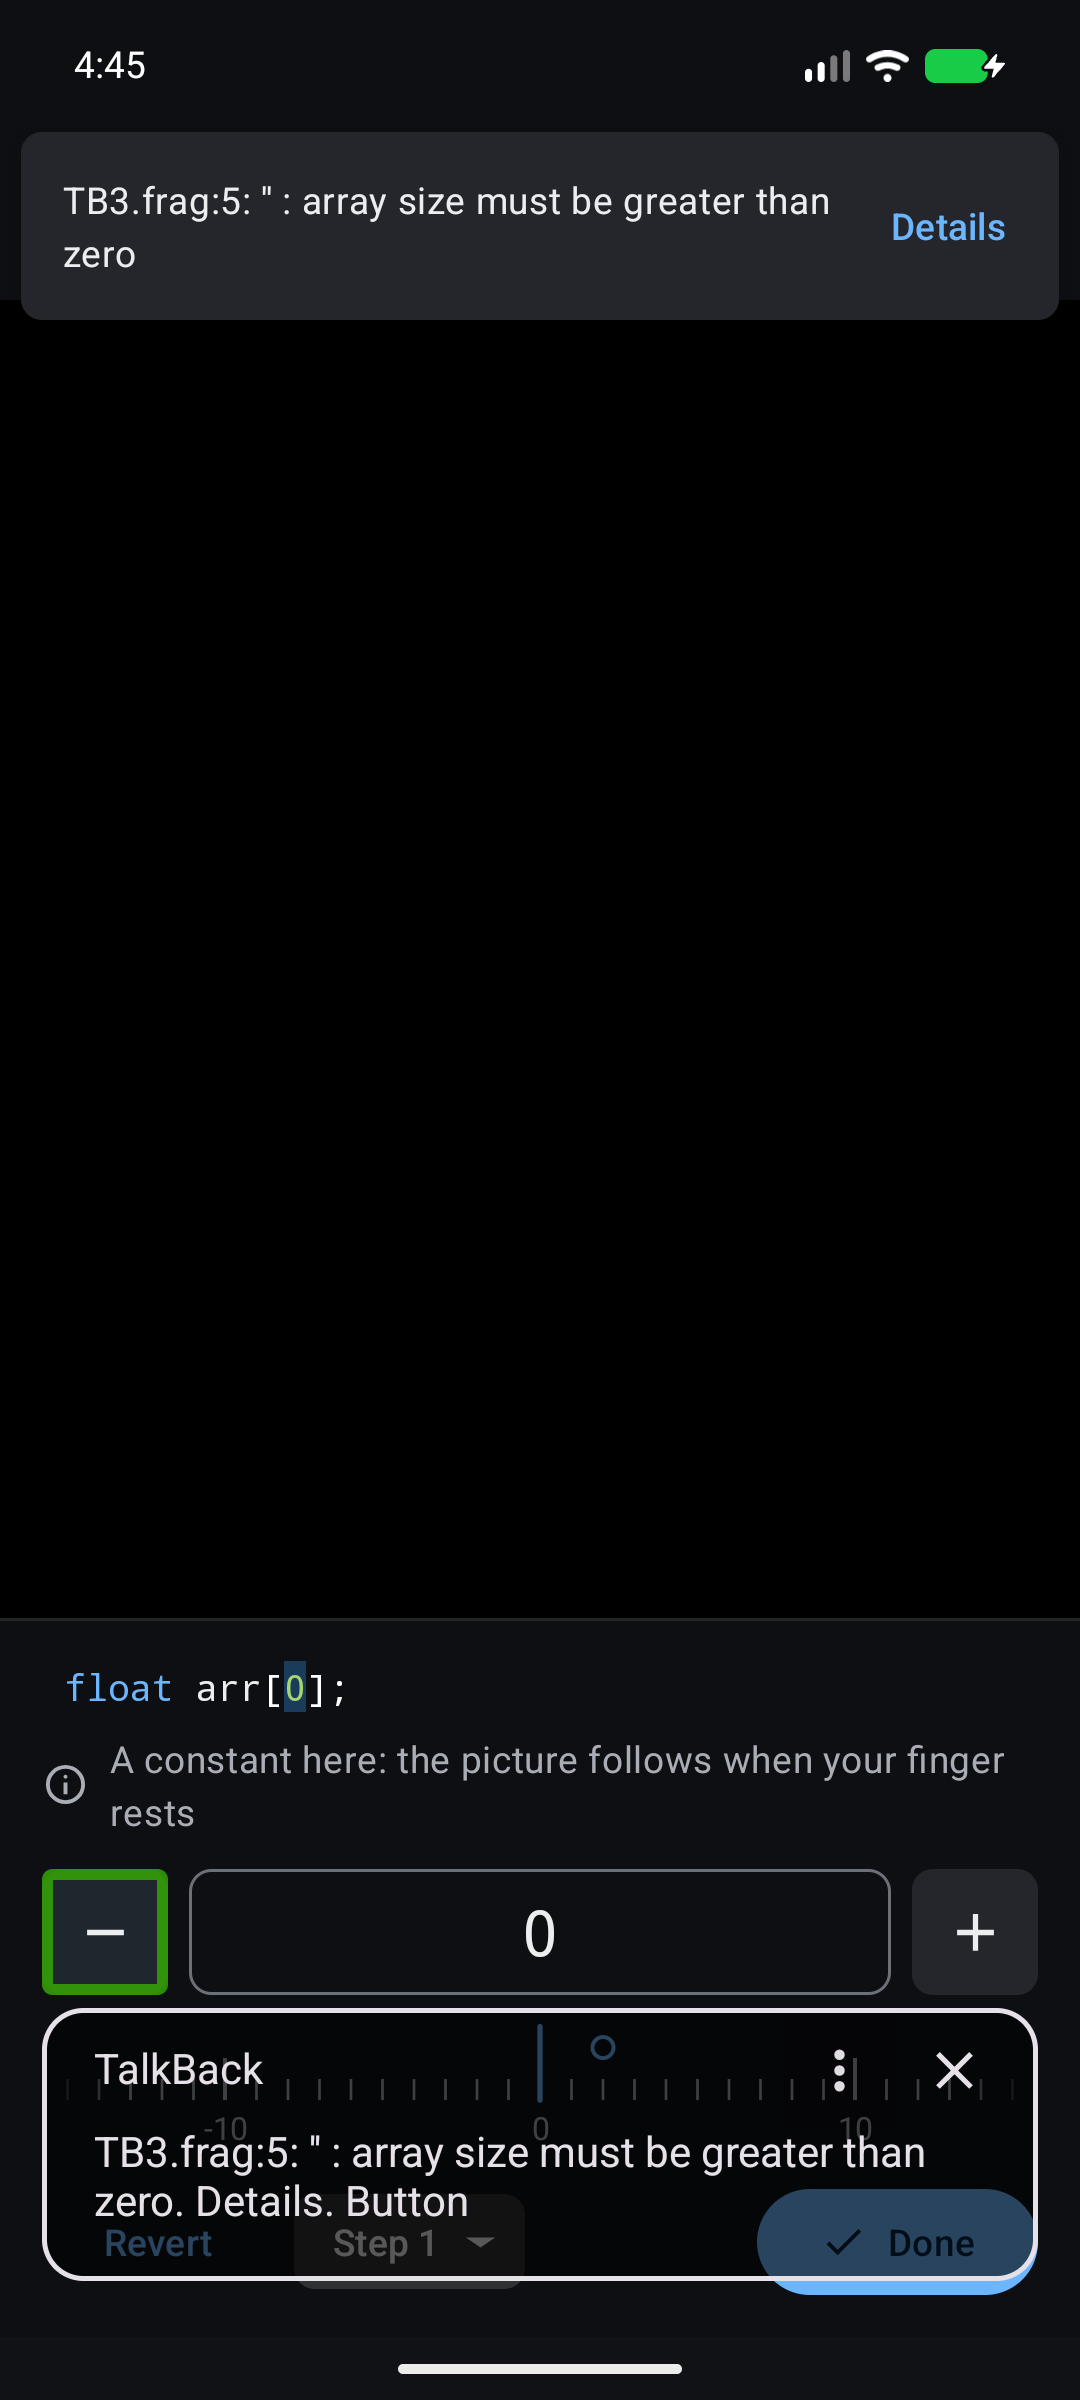 4:45
TB3.frag:5: '' : array size must be greater than
zero
Details
float arr[0];
A constant here: the picture follows when your finger
rests
0
TalkBack
-10 0 10
TB3.frag:5: '' : array size must be greater than
zero. Details. Button
Revert Step 1 Done